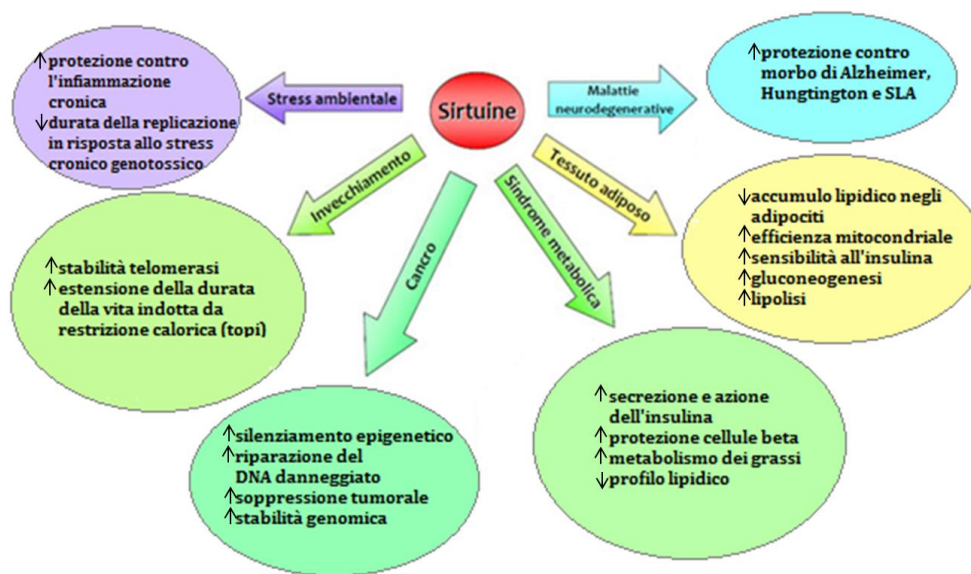 Sirtuine
Stress ambientale
↑protezione contro
l'infiammazione
cronica
↓durata della replicazione
in risposta allo stress
cronico genotossico
Malattie
neurodegenerative
↑protezione contro
morbo di Alzheimer,
Hungtington e SLA
Invecchiamento
↑stabilità telomerasi
↑estensione della durata
della vita indotta da
restrizione calorica (topi)
Cancro
↑silenziamento epigenetico
↑riparazione del
DNA danneggiato
↑soppressione tumorale
↑stabilità genomica
Sindrome metabolica
↑secrezione e azione
dell'insulina
↑protezione cellule beta
↑metabolismo dei grassi
↓profilo lipidico
Tessuto adiposo
↓accumulo lipidico negli
adipociti
↑efficienza mitocondriale
↑sensibilità all'insulina
↑gluconeogenesi
↑lipolisi